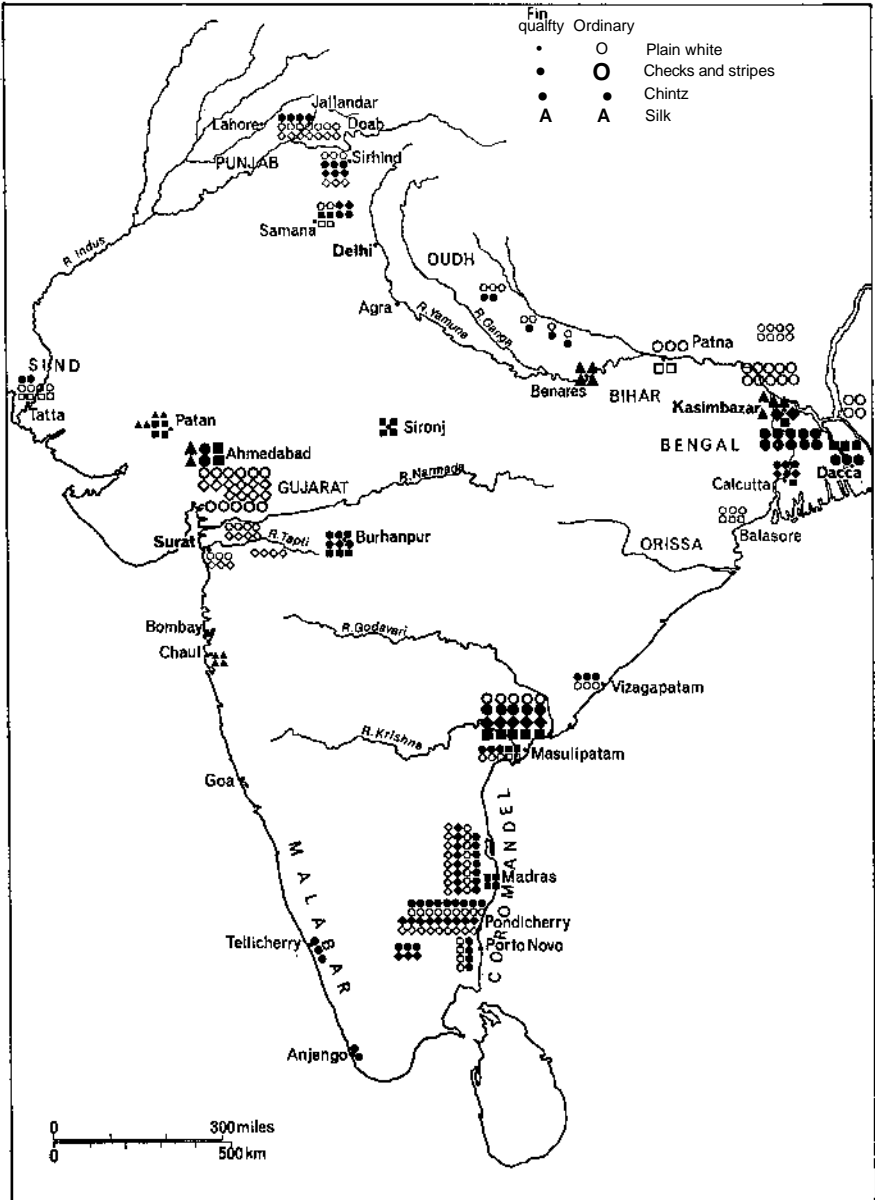 Fin
qualfty Ordinary
Plain white
Checks and stripes
Chintz
A A Silk
Jallandar
Lahore Doab
PUNJAB Sirhind
Samana
Delhi
R. Indus
OUDH
Agra
R. Yamuna
R. Ganga
Patna
SIND
Benares BIHAR
Tatta
Patan
Kasimbazar
Sironj
Ahmedabad
BENGAL
GUJARAT
R. Narmada
Calcutta Dacca
Surat
R. Tapti
Burhanpur
ORISSA Balasore
Bombay
R. Godavari
Chaul
Vizagapatam
R. Krishna
Masulipatam
Goa
COROMANDEL
MALABAR
Madras
Pondicherry
Tellicherry
Porto Novo
Anjengo
0 300 miles
0 500 km